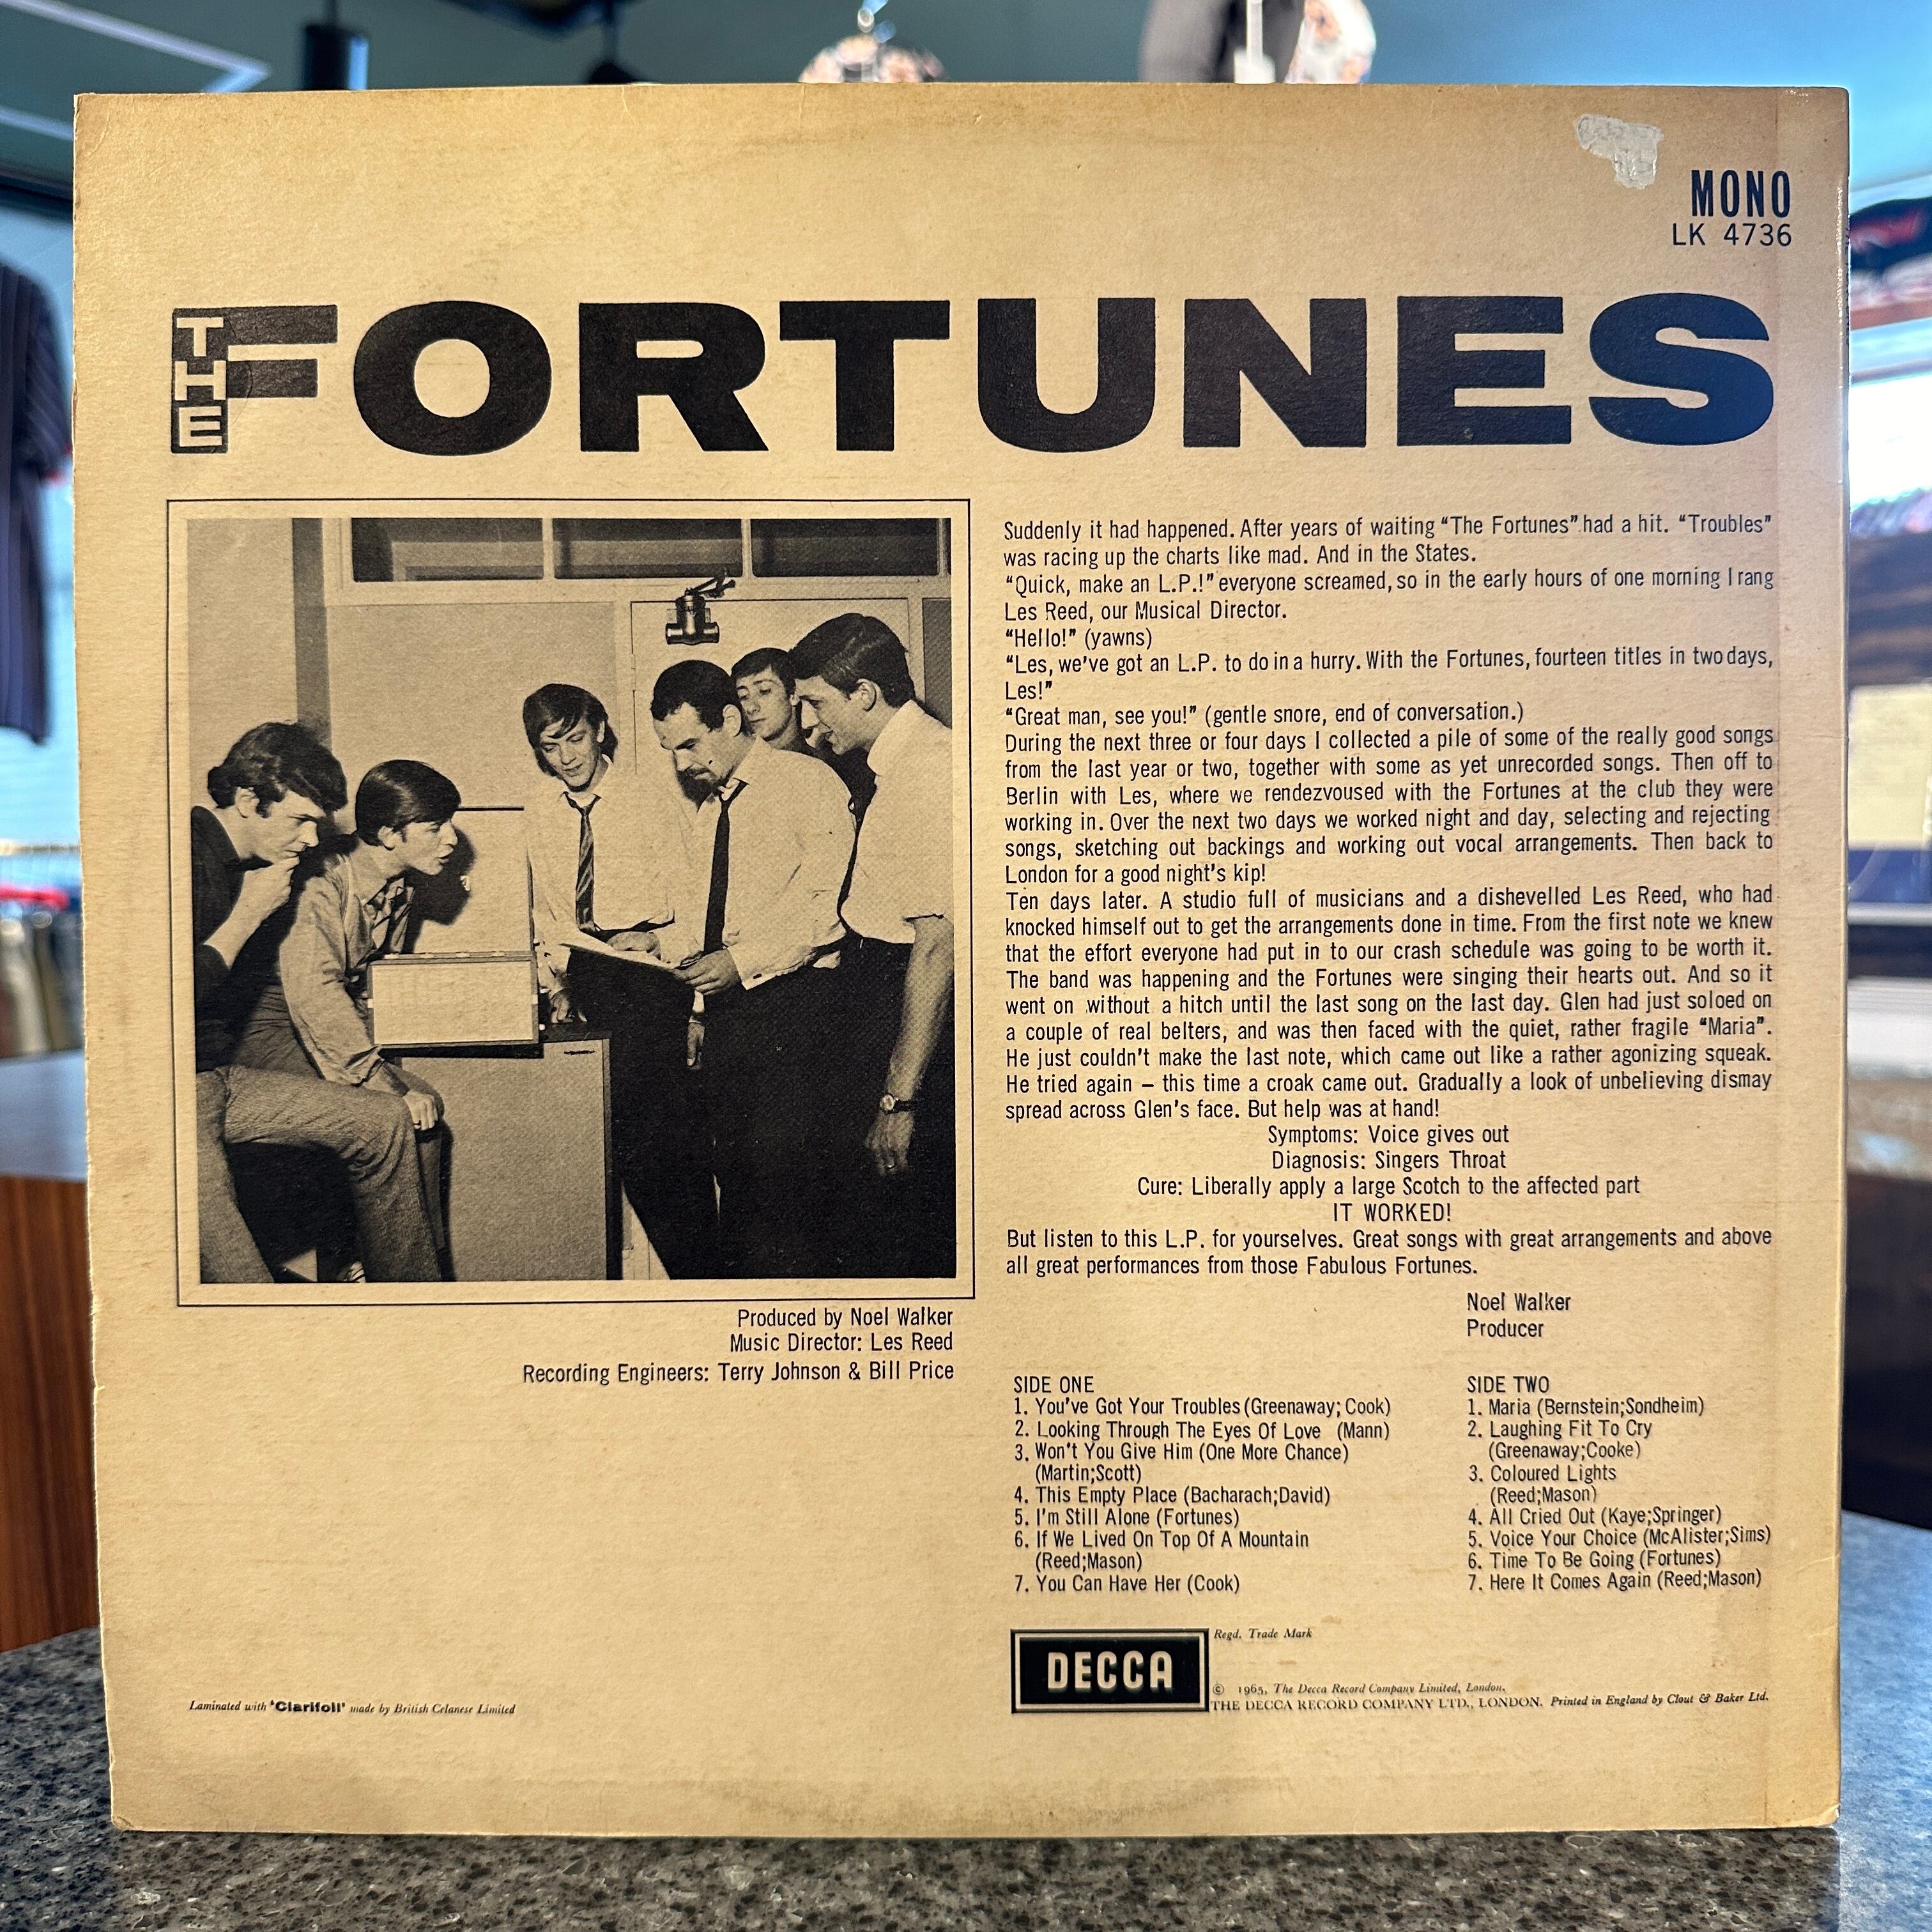 MONO
LK 4736
THE FORTUNES
Suddenly it had happened. After years of waiting “The Fortunes” had a hit. “Troubles”
was racing up the charts like mad. And in the States.
“Quick, make an L.P.!” everyone screamed, so in the early hours of one morning I rang
Les Reed, our Musical Director.
“Hello!” (yawns)
“Les, we've got an L.P. to do in a hurry. With the Fortunes, fourteen titles in two days,
Les!”
“Great man, see you!” (gentle snore, end of conversation.)
During the next three or four days I collected a pile of some of the really good songs
from the last year or two, together with some as yet unrecorded songs. Then off to
Berlin with Les, where we rendezvoused with the Fortunes at the club they were
working in. Over the next two days we worked night and day, selecting and rejecting
songs, sketching out backings and working out vocal arrangements. Then back to
London for a good night's kip!
Ten days later. A studio full of musicians and a dishevelled Les Reed, who had
knocked himself out to get the arrangements done in time. From the first note we knew
that the effort everyone had put in to our crash schedule was going to be worth it.
The band was happening and the Fortunes were singing their hearts out. And so it
went on without a hitch until the last song on the last day. Glen had just soloed on
a couple of real belters, and was then faced with the quiet, rather fragile “Maria”.
He just couldn't make the last note, which came out like a rather agonizing squeak.
He tried again – this time a croak came out. Gradually a look of unbelieving dismay
spread across Glen's face. But help was at hand!
Symptoms: Voice gives out
Diagnosis: Singers Throat
Cure: Liberally apply a large Scotch to the affected part
IT WORKED!
But listen to this L.P. for yourselves. Great songs with great arrangements and above
all great performances from those Fabulous Fortunes.
Noel Walker
Producer
Produced by Noel Walker
Music Director: Les Reed
Recording Engineers: Terry Johnson & Bill Price
SIDE ONE
1. You've Got Your Troubles (Greenaway; Cook)
2. Looking Through The Eyes Of Love (Mann)
3. Won't You Give Him (One More Chance)
(Martin;Scott)
4. This Empty Place (Bacharach;David)
5. I'm Still Alone (Fortunes)
6. If We Lived On Top Of A Mountain
(Reed;Mason)
7. You Can Have Her (Cook)
SIDE TWO
1. Maria (Bernstein;Sondheim)
2. Laughing Fit To Cry
(Greenaway;Cooke)
3. Coloured Lights
(Reed;Mason)
4. All Cried Out (Kaye;Springer)
5. Voice Your Choice (McAlister;Sims)
6. Time To Be Going (Fortunes)
7. Here It Comes Again (Reed;Mason)
DECCA
Regd. Trade Mark
© 1965, The Decca Record Company Limited, London.
THE DECCA RECORD COMPANY LTD., LONDON. Printed in England by Clout & Baker Ltd.
Laminated with ‘Clarifoil’ made by British Celanese Limited